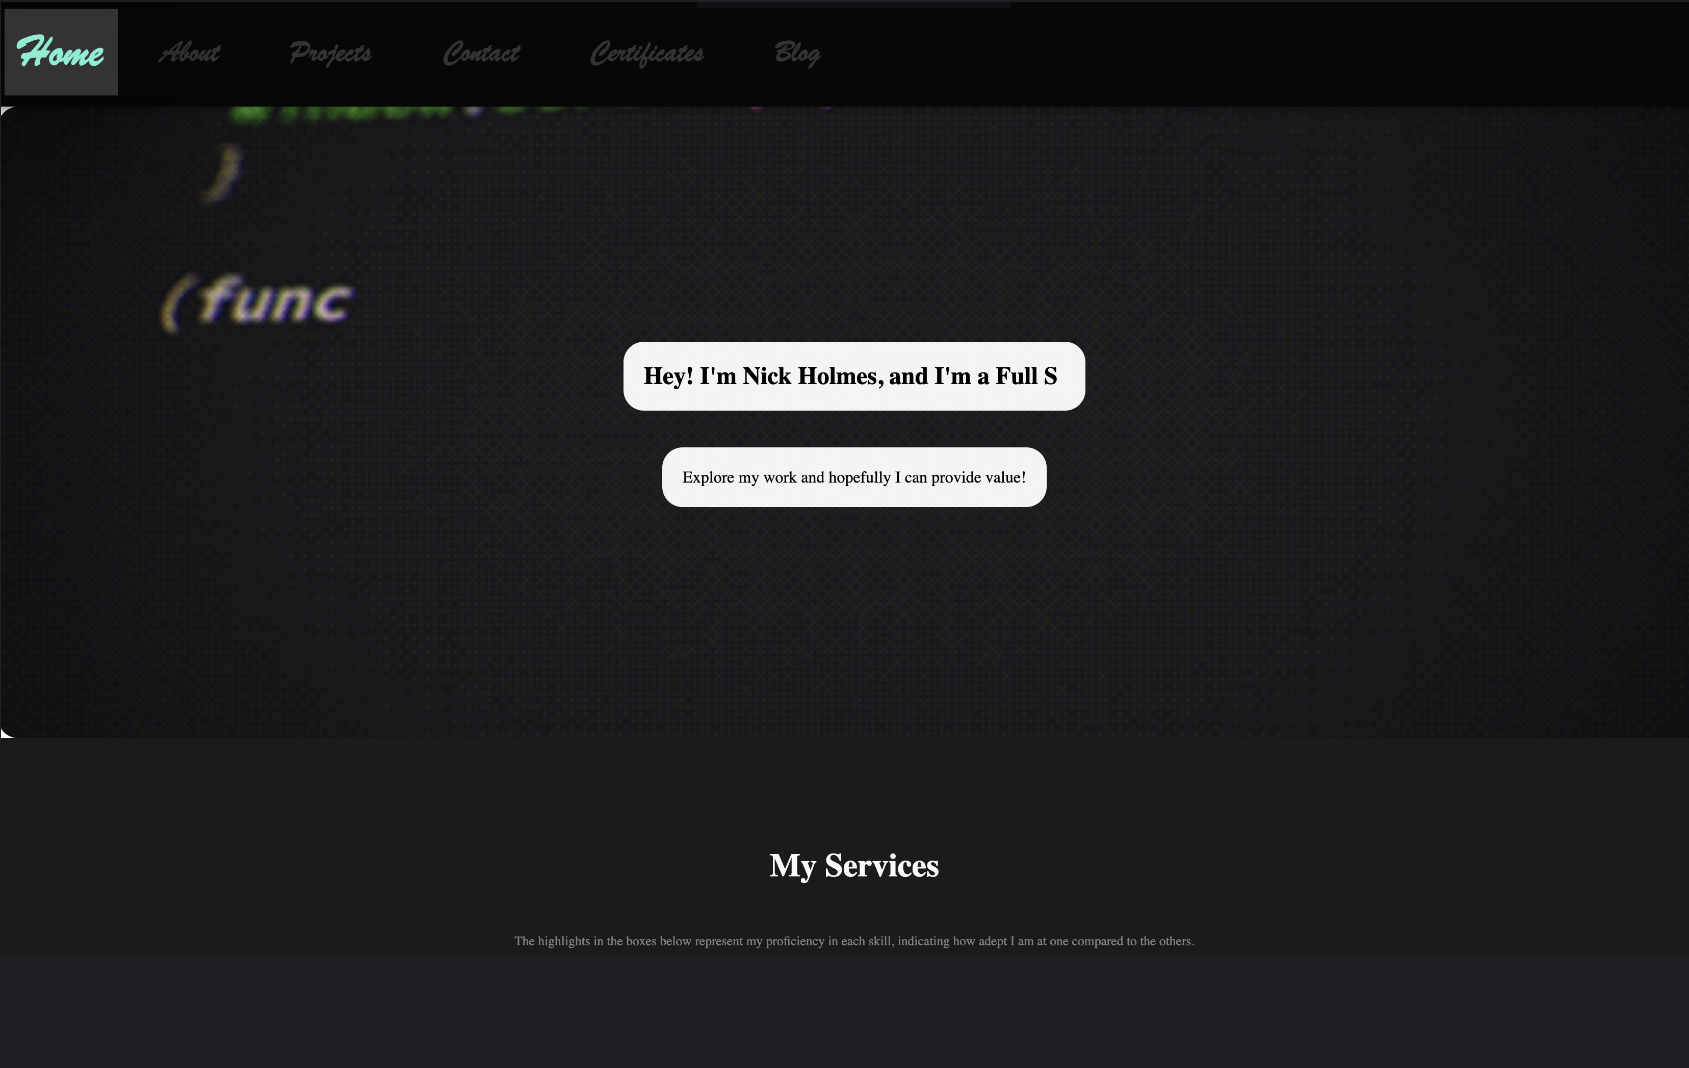 Home About Projects Contact Certificates Blog
)
(func
Hey! I'm Nick Holmes, and I'm a Full S
Explore my work and hopefully I can provide value!
My Services
The highlights in the boxes below represent my proficiency in each skill, indicating how adept I am at one compared to the others.